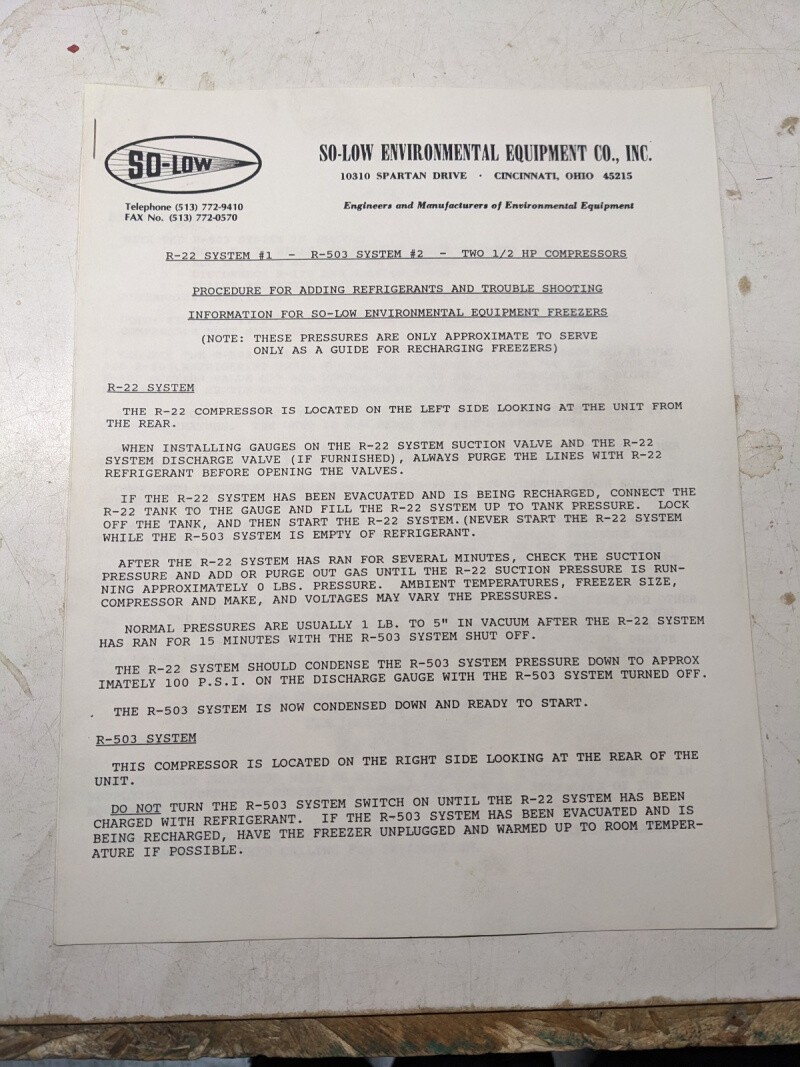 SO-LOW
SO-LOW ENVIRONMENTAL EQUIPMENT CO., INC.
10310 SPARTAN DRIVE · CINCINNATI, OHIO 45215
Telephone (513) 772-9410
FAX No. (513) 772-0570
Engineers and Manufacturers of Environmental Equipment
R-22 SYSTEM #1 - R-503 SYSTEM #2 - TWO 1/2 HP COMPRESSORS
PROCEDURE FOR ADDING REFRIGERANTS AND TROUBLE SHOOTING
INFORMATION FOR SO-LOW ENVIRONMENTAL EQUIPMENT FREEZERS
(NOTE: THESE PRESSURES ARE ONLY APPROXIMATE TO SERVE
ONLY AS A GUIDE FOR RECHARGING FREEZERS)
R-22 SYSTEM
THE R-22 COMPRESSOR IS LOCATED ON THE LEFT SIDE LOOKING AT THE UNIT FROM
THE REAR.
WHEN INSTALLING GAUGES ON THE R-22 SYSTEM SUCTION VALVE AND THE R-22
SYSTEM DISCHARGE VALVE (IF FURNISHED), ALWAYS PURGE THE LINES WITH R-22
REFRIGERANT BEFORE OPENING THE VALVES.
IF THE R-22 SYSTEM HAS BEEN EVACUATED AND IS BEING RECHARGED, CONNECT THE
R-22 TANK TO THE GAUGE AND FILL THE R-22 SYSTEM UP TO TANK PRESSURE. LOCK
OFF THE TANK, AND THEN START THE R-22 SYSTEM.(NEVER START THE R-22 SYSTEM
WHILE THE R-503 SYSTEM IS EMPTY OF REFRIGERANT.
AFTER THE R-22 SYSTEM HAS RAN FOR SEVERAL MINUTES, CHECK THE SUCTION
PRESSURE AND ADD OR PURGE OUT GAS UNTIL THE R-22 SUCTION PRESSURE IS RUN-
NING APPROXIMATELY 0 LBS. PRESSURE. AMBIENT TEMPERATURES, FREEZER SIZE,
COMPRESSOR AND MAKE, AND VOLTAGES MAY VARY THE PRESSURES.
NORMAL PRESSURES ARE USUALLY 1 LB. TO 5" IN VACUUM AFTER THE R-22 SYSTEM
HAS RAN FOR 15 MINUTES WITH THE R-503 SYSTEM SHUT OFF.
THE R-22 SYSTEM SHOULD CONDENSE THE R-503 SYSTEM PRESSURE DOWN TO APPROX
IMATELY 100 P.S.I. ON THE DISCHARGE GAUGE WITH THE R-503 SYSTEM TURNED OFF.
THE R-503 SYSTEM IS NOW CONDENSED DOWN AND READY TO START.
R-503 SYSTEM
THIS COMPRESSOR IS LOCATED ON THE RIGHT SIDE LOOKING AT THE REAR OF THE
UNIT.
DO NOT TURN THE R-503 SYSTEM SWITCH ON UNTIL THE R-22 SYSTEM HAS BEEN
CHARGED WITH REFRIGERANT. IF THE R-503 SYSTEM HAS BEEN EVACUATED AND IS
BEING RECHARGED, HAVE THE FREEZER UNPLUGGED AND WARMED UP TO ROOM TEMPER-
ATURE IF POSSIBLE.